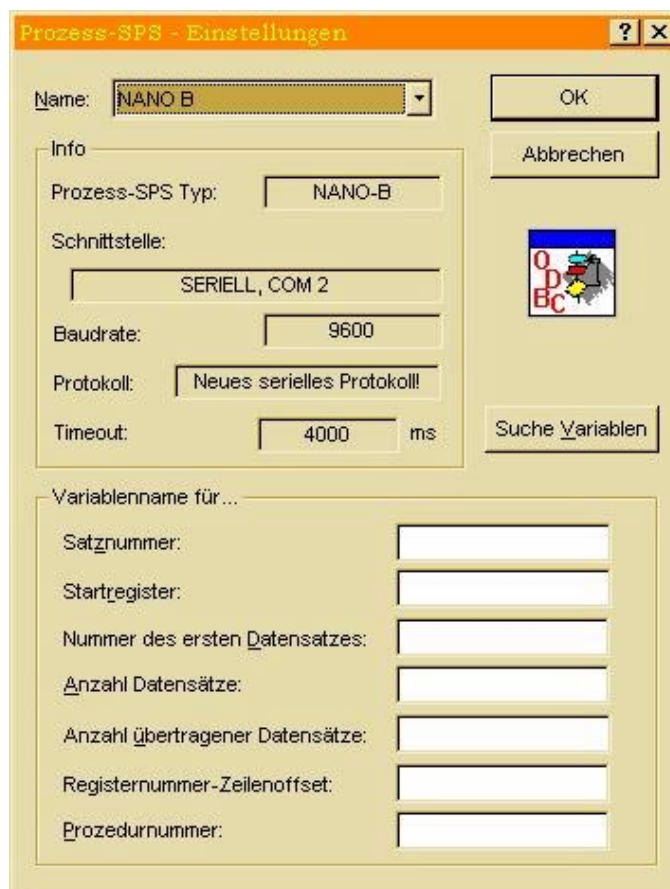 Prozess-SPS - Einstellungen
Name: NANO B
OK
Abbrechen
Info
Prozess-SPS Typ: NANO-B
Schnittstelle:
SERIELL, COM 2
Baudrate: 9600
Protokoll: Neues serielles Protokoll!
Timeout: 4000 ms
ODBC
Suche Variablen
Variablenname für...
Satznummer:
Startregister:
Nummer des ersten Datensatzes:
Anzahl Datensätze:
Anzahl übertragener Datensätze:
Registernummer-Zeilenoffset:
Prozedurnummer: